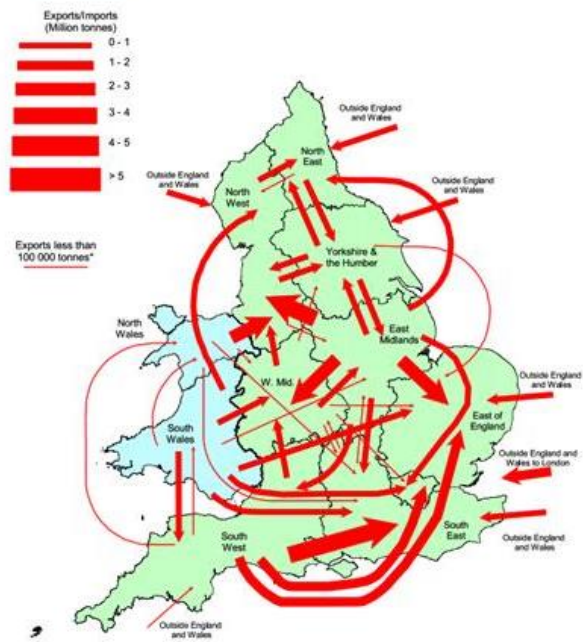 Exports/Imports
(Million tonnes)
0 - 1
1 - 2
2 - 3
3 - 4
4 - 5
> 5
Exports less than
100 000 tonnes*
Outside England
and Wales
North
East
Outside England
and Wales
North
West
Outside England
and Wales
Yorkshire &
the Humber
North
Wales
East
Midlands
W. Mid.
Outside England
and Wales
East of
England
South
Wales
Outside England and
Wales to London
South
West
South
East
Outside England
and Wales
Outside England
and Wales